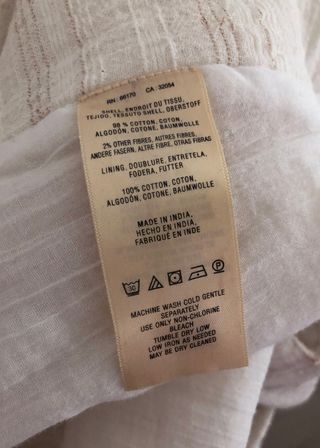 RN : 66170 CA : 32054
SHELL, ENDROIT DU TISSU,
TEJIDO, TESSUTO SHELL, OBERSTOFF
98 % COTTON, COTON,
ALGODÓN, COTONE, BAUMWOLLE
2% OTHER FIBRES, AUTRES FIBRES,
ANDERE FASERN, ALTRE FIBRE, OTRAS FIBRAS
LINING, DOUBLURE, ENTRETELA,
FODERA, FUTTER
100% COTTON, COTON,
ALGODÓN, COTONE, BAUMWOLLE
MADE IN INDIA,
HECHO EN INDIA,
FABRIQUÉ EN INDE
30 P
MACHINE WASH COLD GENTLE
SEPARATELY
USE ONLY NON-CHLORINE
BLEACH
TUMBLE DRY LOW
LOW IRON AS NEEDED
MAY BE DRY CLEANED